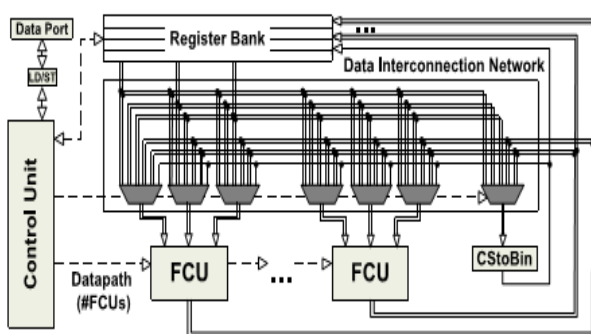 Data Port
Register Bank
...
LD/ST
Data Interconnection Network
Control Unit
FCU
...
FCU
CStoBin
Datapath
(#FCUs)